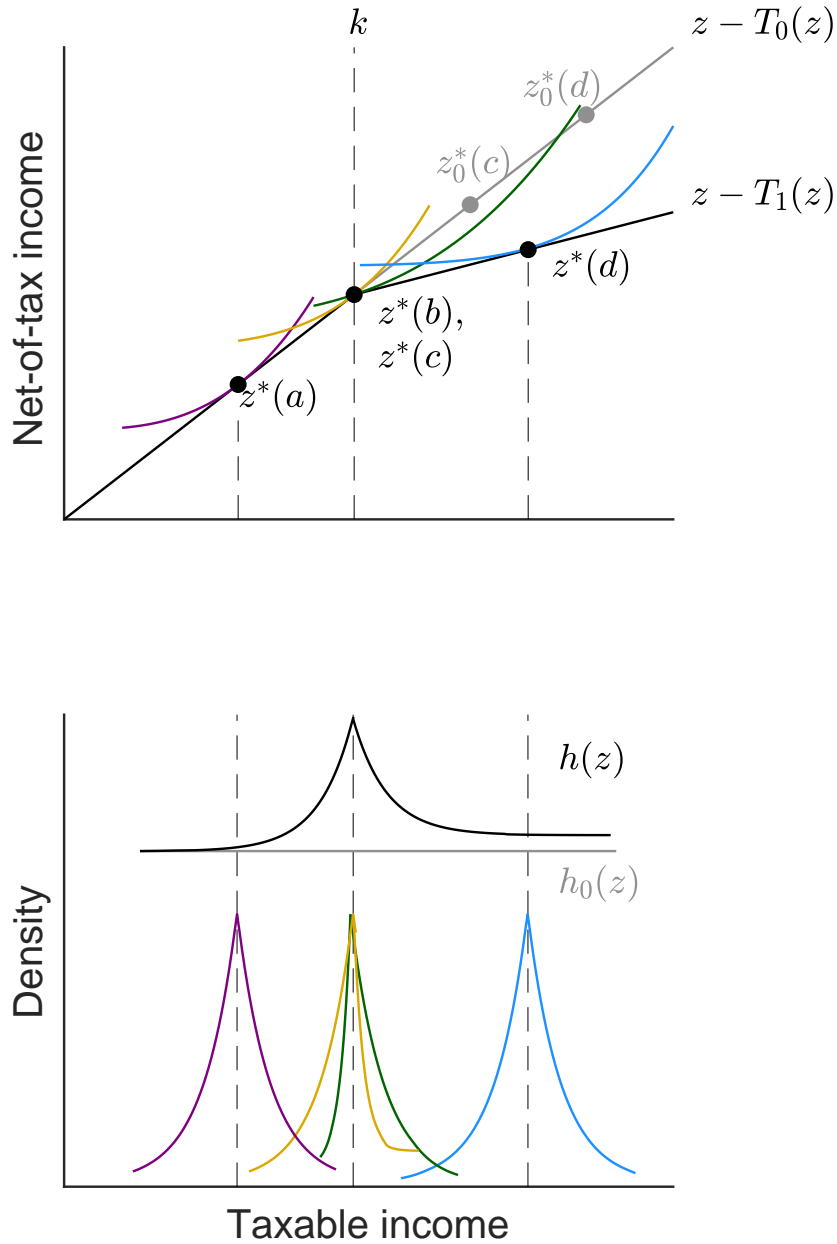 k
z − T₀(z)
z₀*(d)
z₀*(c)
z − T₁(z)
z*(d)
z*(b),
z*(c)
z*(a)
Net-of-tax income
h(z)
h₀(z)
Density
Taxable income